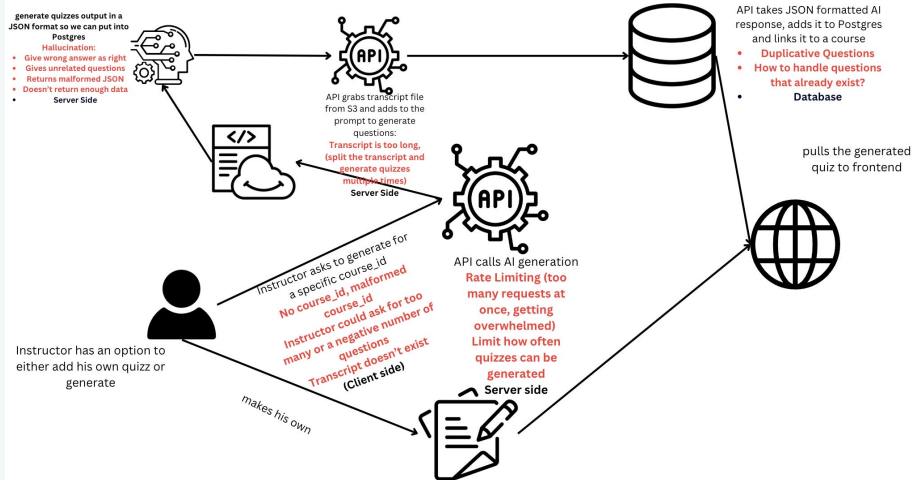 generate quizzes output in a
JSON format so we can put into
Postgres
Hallucination:
Give wrong answer as right
Gives unrelated questions
Returns malformed JSON
Doesn't return enough data
Server Side
API
API grabs transcript file
from S3 and adds to the
prompt to generate
questions:
Transcript is too long,
(split the transcript and
generate quizzes
multiple times)
Server Side
API takes JSON formatted AI
response, adds it to Postgres
and links it to a course
Duplicative Questions
How to handle questions
that already exist?
Database
pulls the generated
quiz to frontend
</>
API
API calls AI generation
Rate Limiting (too
many requests at
once, getting
overwhelmed)
Limit how often
quizzes can be
generated
Server side
Instructor asks to generate for
a specific course_id
No course_id, malformed
course_id
Instructor could ask for too
many or a negative number of
questions
Transcript doesn't exist
(Client side)
Instructor has an option to
either add his own quizz or
generate
makes his own